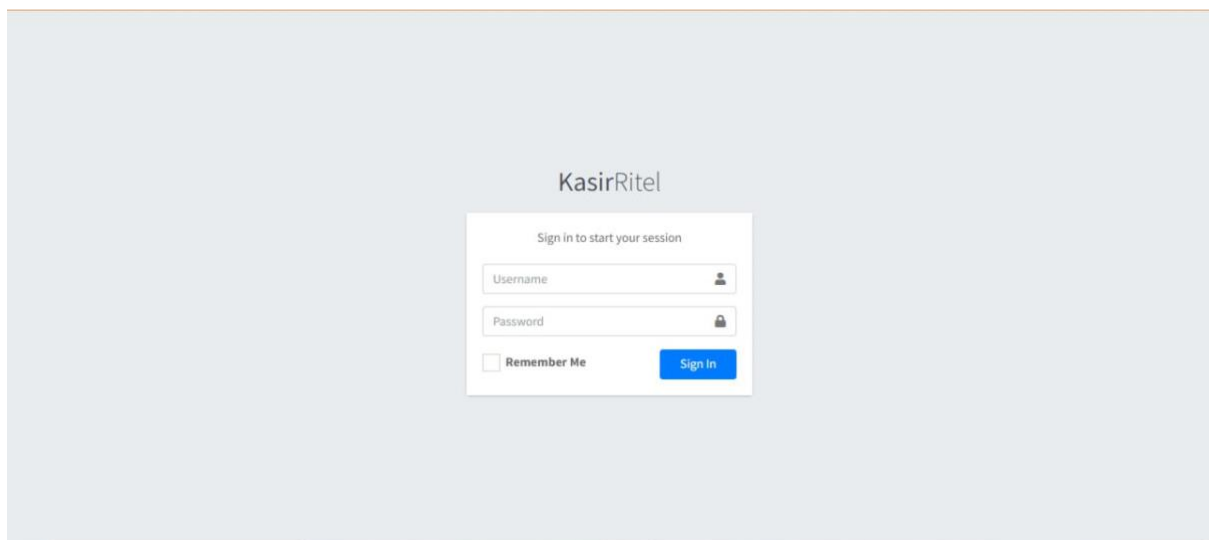 KasirRitel
Sign in to start your session
Username
Password
Remember Me
Sign In